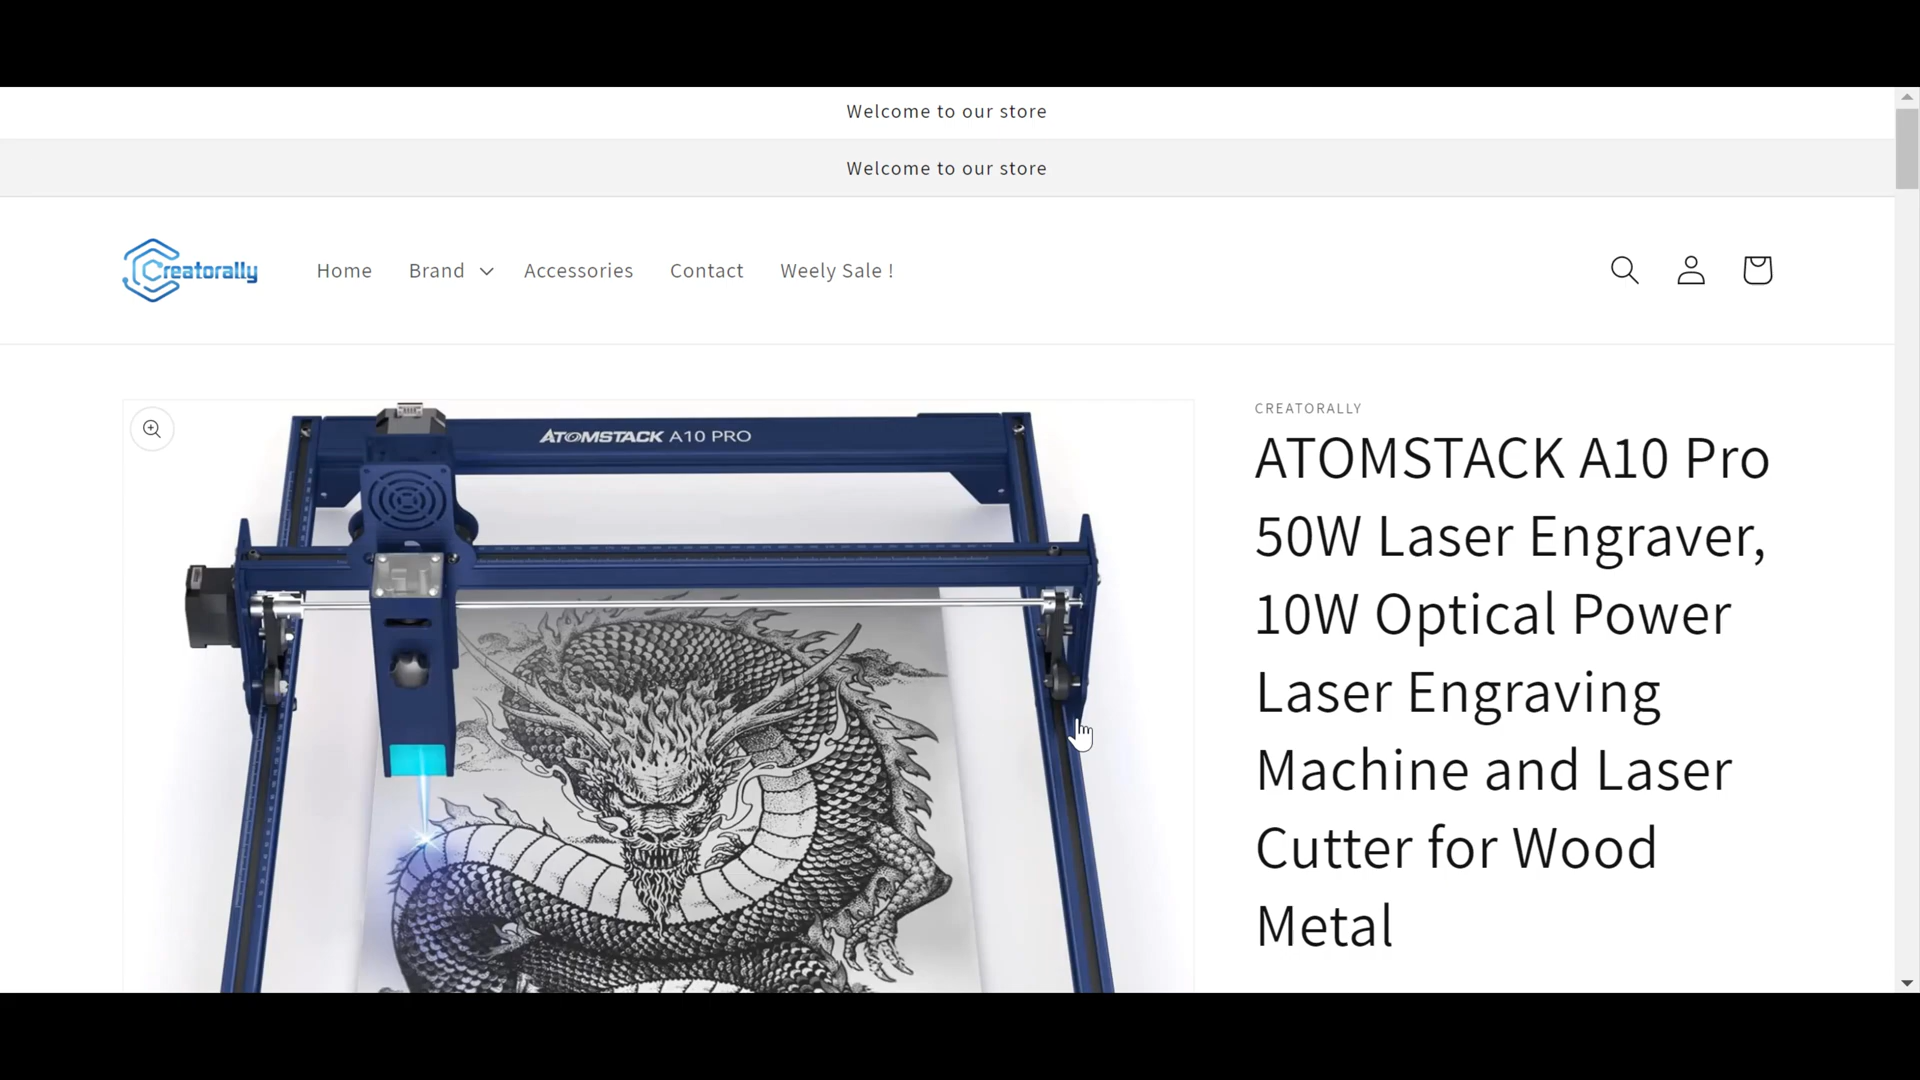 Welcome to our store
Welcome to our store
Creatorally
Home
Brand
Accessories
Contact
Weely Sale !
ATOMSTACK A10 PRO
CREATORALLY
ATOMSTACK A10 Pro
50W Laser Engraver,
10W Optical Power
Laser Engraving
Machine and Laser
Cutter for Wood
Metal